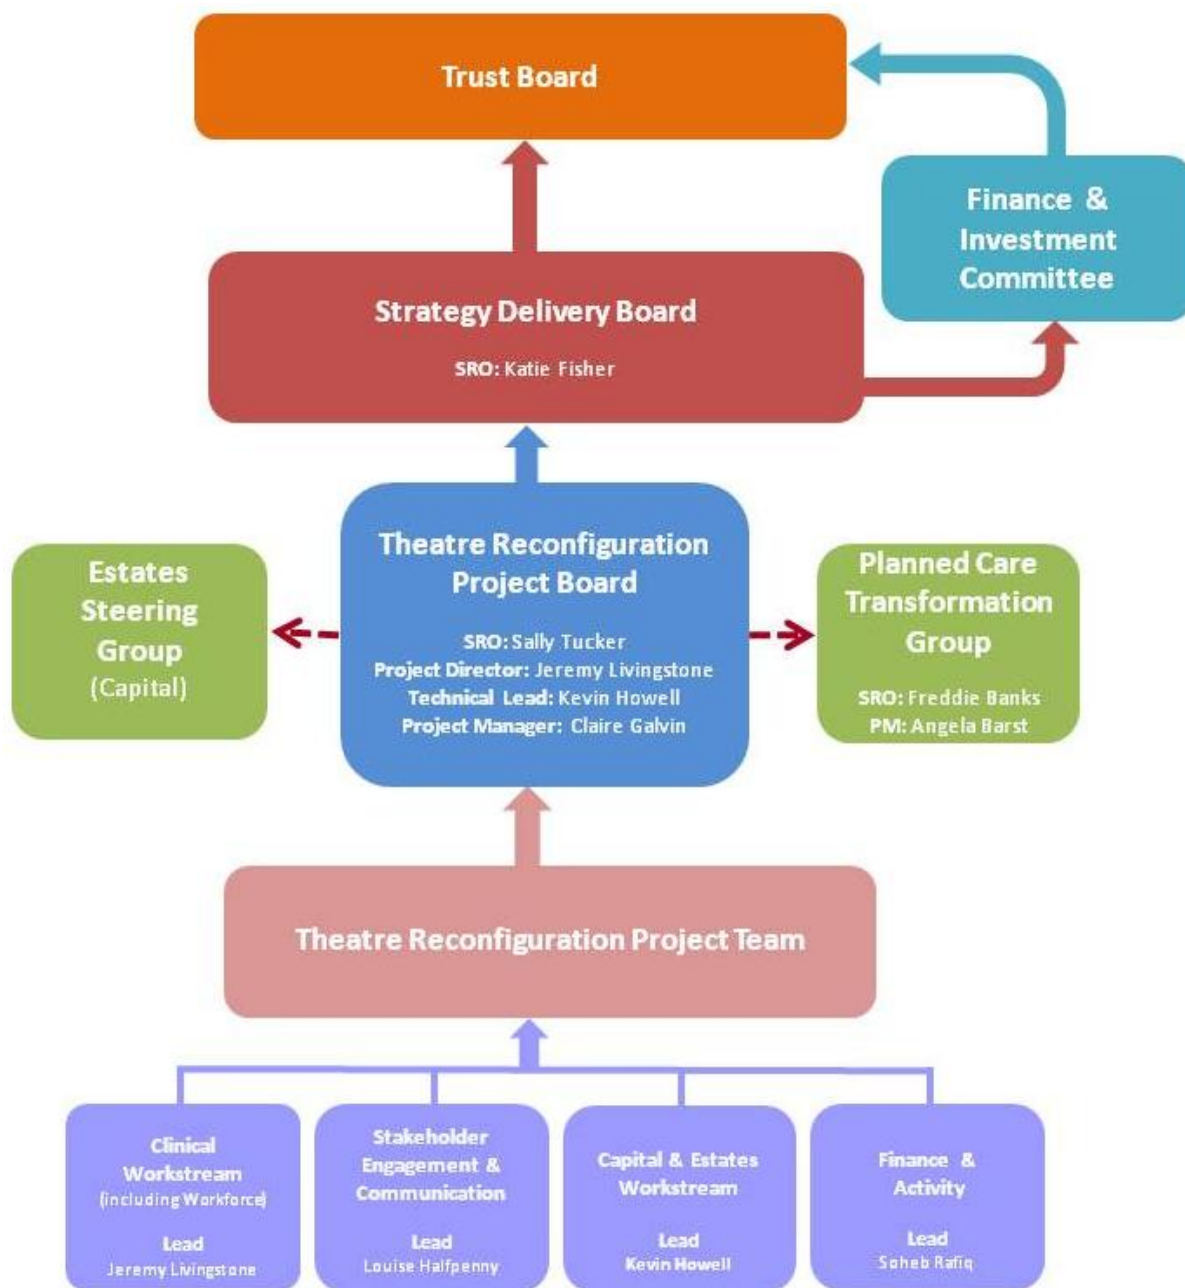 Trust Board
Finance &
Investment
Committee
Strategy Delivery Board
SRO: Katie Fisher
Estates
Steering
Group
(Capital)
Theatre Reconfiguration
Project Board
SRO: Sally Tucker
Project Director: Jeremy Livingstone
Technical Lead: Kevin Howell
Project Manager: Claire Galvin
Planned Care
Transformation
Group
SRO: Freddie Banks
PM: Angela Barst
Theatre Reconfiguration Project Team
Clinical
Workstream
(including Workforce)
Lead
Jeremy Livingstone
Stakeholder
Engagement &
Communication
Lead
Louise Halfpenny
Capital & Estates
Workstream
Lead
Kevin Howell
Finance &
Activity
Lead
Soheb Rafiq